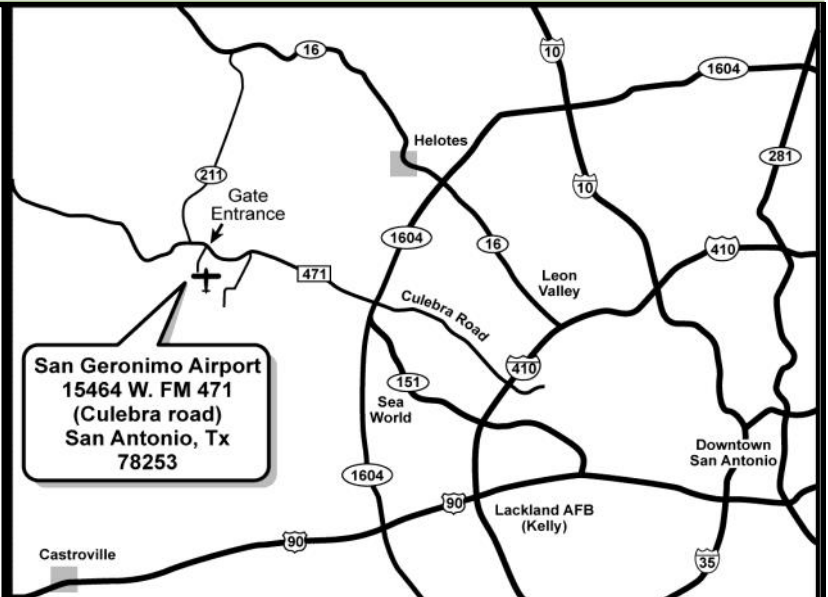 16
10
1604
Helotes
281
211
10
Gate
Entrance
1604
16
410
471
Leon
Valley
Culebra Road
San Geronimo Airport
15464 W. FM 471
(Culebra road)
San Antonio, Tx
78253
410
151
Sea
World
Downtown
San Antonio
1604
90
Lackland AFB
(Kelly)
90
Castroville
35